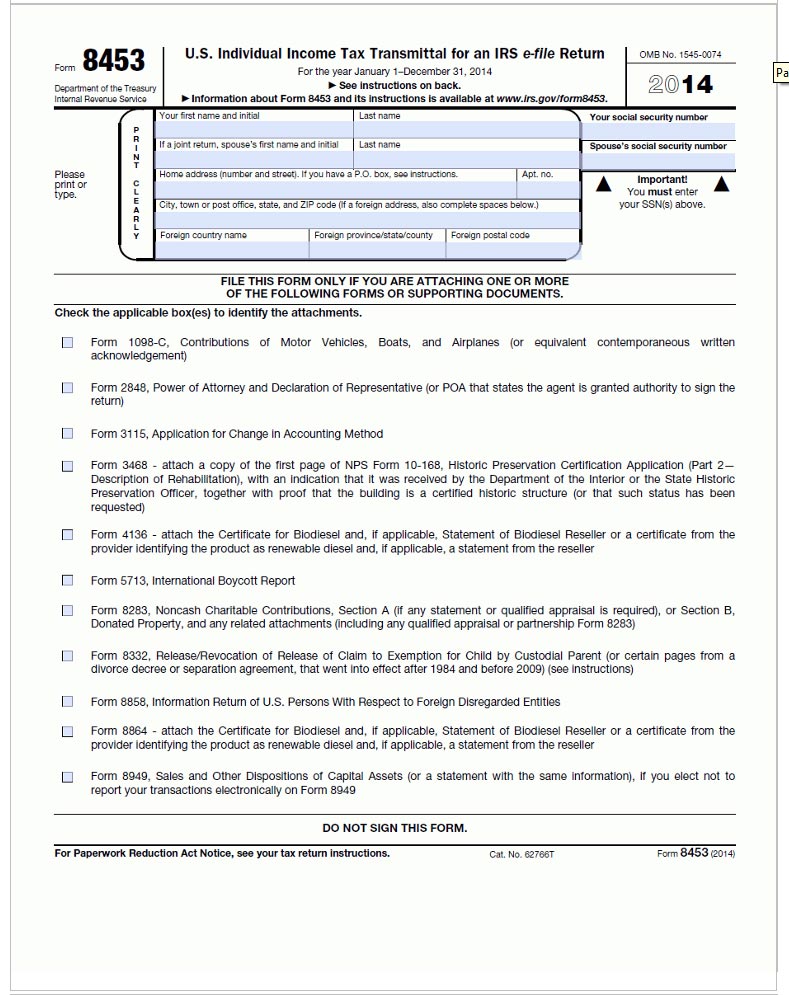 Form 8453
Department of the Treasury
Internal Revenue Service
U.S. Individual Income Tax Transmittal for an IRS e-file Return
For the year January 1–December 31, 2014
▶ See instructions on back.
▶ Information about Form 8453 and its instructions is available at www.irs.gov/form8453.
OMB No. 1545-0074
2014
Pa
Please
print or
type.
PRINT CLEARLY
Your first name and initial Last name
Your social security number
If a joint return, spouse's first name and initial Last name
Spouse's social security number
Home address (number and street). If you have a P.O. box, see instructions. Apt. no.
▲ Important! ▲
You must enter
your SSN(s) above.
City, town or post office, state, and ZIP code (If a foreign address, also complete spaces below.)
Foreign country name Foreign province/state/county Foreign postal code
FILE THIS FORM ONLY IF YOU ARE ATTACHING ONE OR MORE
OF THE FOLLOWING FORMS OR SUPPORTING DOCUMENTS.
Check the applicable box(es) to identify the attachments.
Form 1098-C, Contributions of Motor Vehicles, Boats, and Airplanes (or equivalent contemporaneous written
acknowledgement)
Form 2848, Power of Attorney and Declaration of Representative (or POA that states the agent is granted authority to sign the
return)
Form 3115, Application for Change in Accounting Method
Form 3468 - attach a copy of the first page of NPS Form 10-168, Historic Preservation Certification Application (Part 2—
Description of Rehabilitation), with an indication that it was received by the Department of the Interior or the State Historic
Preservation Officer, together with proof that the building is a certified historic structure (or that such status has been
requested)
Form 4136 - attach the Certificate for Biodiesel and, if applicable, Statement of Biodiesel Reseller or a certificate from the
provider identifying the product as renewable diesel and, if applicable, a statement from the reseller
Form 5713, International Boycott Report
Form 8283, Noncash Charitable Contributions, Section A (if any statement or qualified appraisal is required), or Section B,
Donated Property, and any related attachments (including any qualified appraisal or partnership Form 8283)
Form 8332, Release/Revocation of Release of Claim to Exemption for Child by Custodial Parent (or certain pages from a
divorce decree or separation agreement, that went into effect after 1984 and before 2009) (see instructions)
Form 8858, Information Return of U.S. Persons With Respect to Foreign Disregarded Entities
Form 8864 - attach the Certificate for Biodiesel and, if applicable, Statement of Biodiesel Reseller or a certificate from the
provider identifying the product as renewable diesel and, if applicable, a statement from the reseller
Form 8949, Sales and Other Dispositions of Capital Assets (or a statement with the same information), if you elect not to
report your transactions electronically on Form 8949
DO NOT SIGN THIS FORM.
For Paperwork Reduction Act Notice, see your tax return instructions. Cat. No. 62766T Form 8453 (2014)